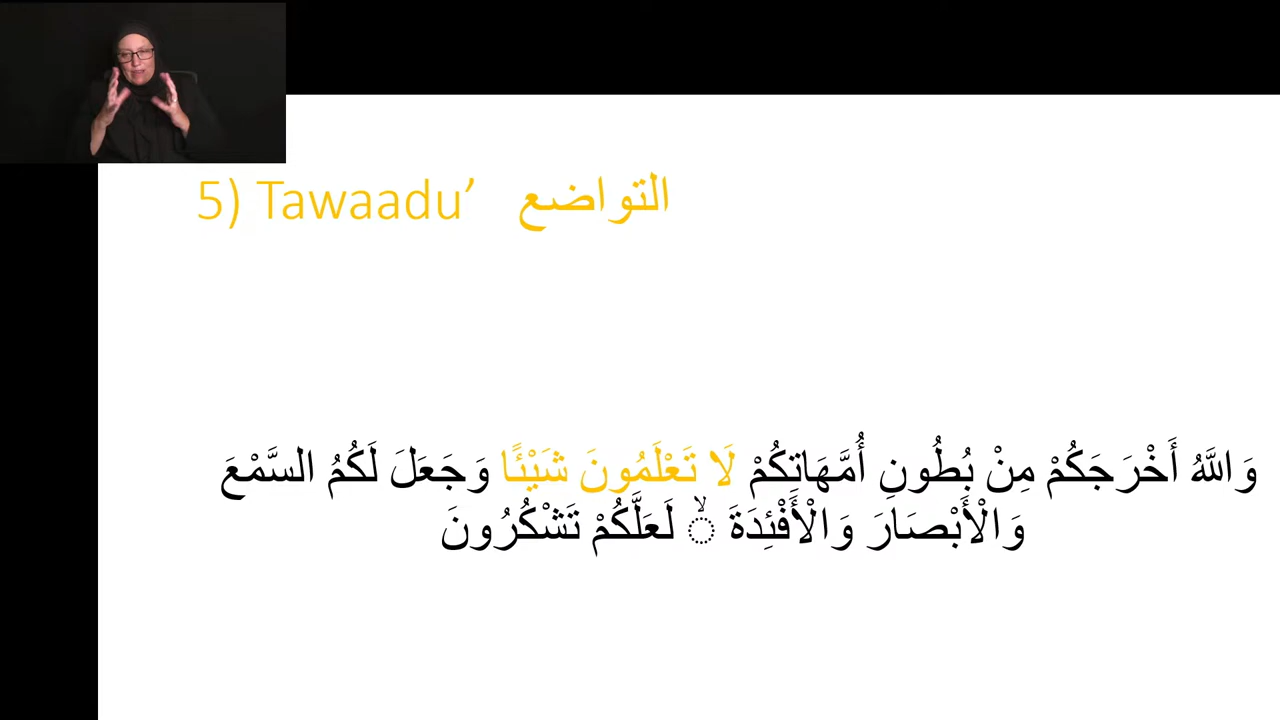 5) Tawaadu’ التواضع
وَاللَّهُ أَخْرَجَكُمْ مِنْ بُطُونِ أُمَّهَاتِكُمْ لَا تَعْلَمُونَ شَيْئًا وَجَعَلَ لَكُمُ السَّمْعَ
وَالْأَبْصَارَ وَالْأَفْئِدَةَ ۙ لَعَلَّكُمْ تَشْكُرُونَ